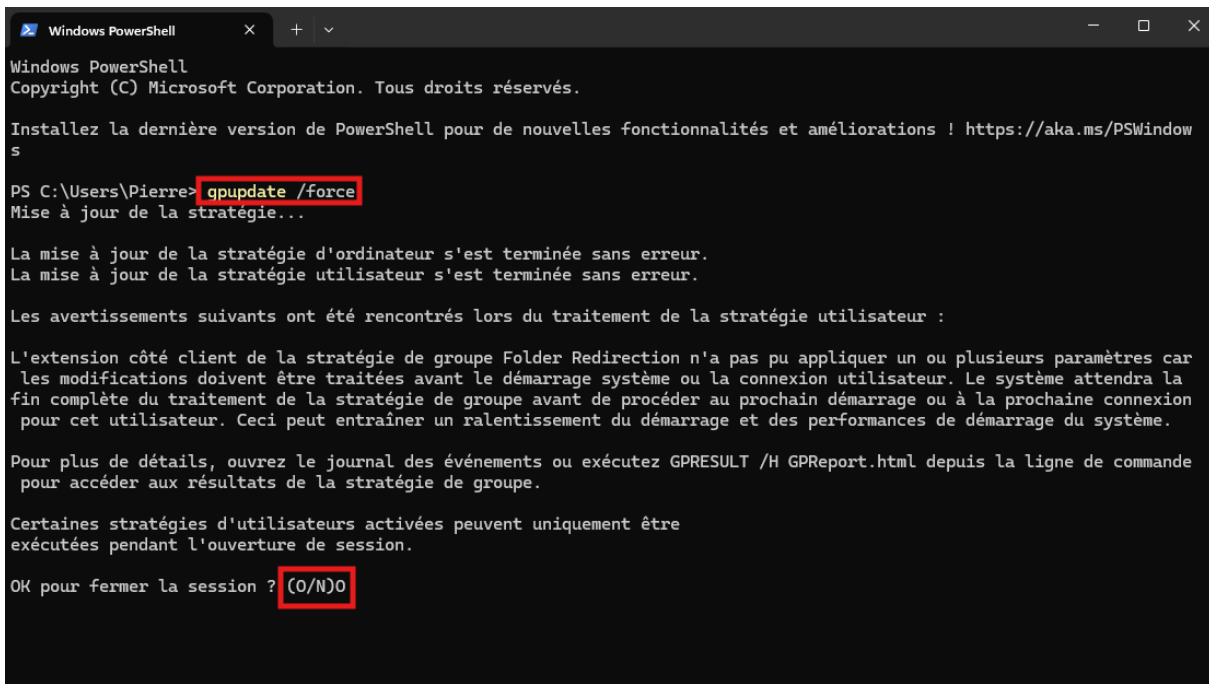 Windows PowerShell
Windows PowerShell
Copyright (C) Microsoft Corporation. Tous droits réservés.
Installez la dernière version de PowerShell pour de nouvelles fonctionnalités et améliorations ! https://aka.ms/PSWindow
s
PS C:\Users\Pierre> gpupdate /force
Mise à jour de la stratégie...
La mise à jour de la stratégie d'ordinateur s'est terminée sans erreur.
La mise à jour de la stratégie utilisateur s'est terminée sans erreur.
Les avertissements suivants ont été rencontrés lors du traitement de la stratégie utilisateur :
L'extension côté client de la stratégie de groupe Folder Redirection n'a pas pu appliquer un ou plusieurs paramètres car
les modifications doivent être traitées avant le démarrage système ou la connexion utilisateur. Le système attendra la
fin complète du traitement de la stratégie de groupe avant de procéder au prochain démarrage ou à la prochaine connexion
pour cet utilisateur. Ceci peut entraîner un ralentissement du démarrage et des performances de démarrage du système.
Pour plus de détails, ouvrez le journal des événements ou exécutez GPRESULT /H GPReport.html depuis la ligne de commande
pour accéder aux résultats de la stratégie de groupe.
Certaines stratégies d'utilisateurs activées peuvent uniquement être
exécutées pendant l'ouverture de session.
OK pour fermer la session ? (O/N)O